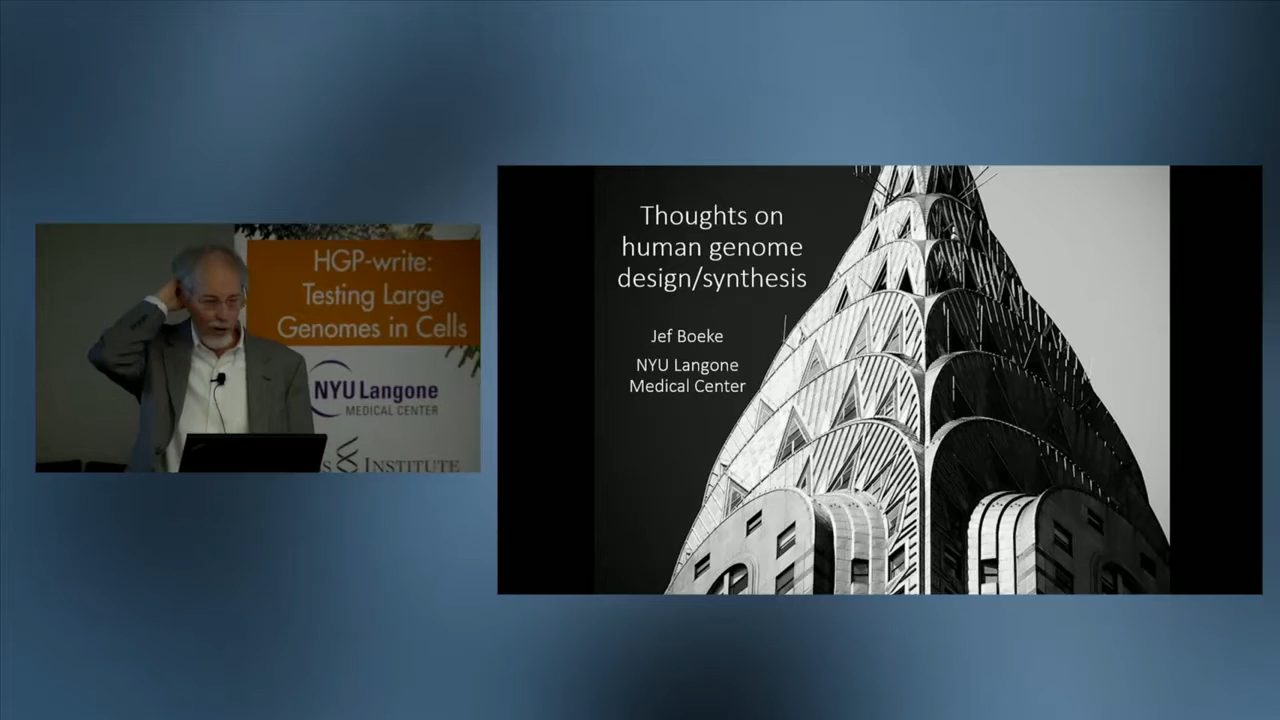 HGP-write:
Testing Large
Genomes in Cells
NYU Langone
MEDICAL CENTER
INSTITUTE
Thoughts on
human genome
design/synthesis
Jef Boeke
NYU Langone
Medical Center